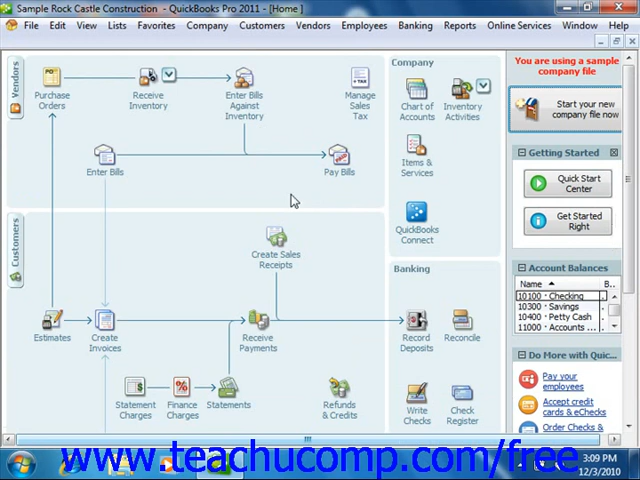 Sample Rock Castle Construction - QuickBooks Pro 2011 - [Home ]
File Edit View Lists Favorites Company Customers Vendors Employees Banking Reports Online Services Window Help
Vendors
Purchase Orders
Receive Inventory
Enter Bills Against Inventory
Manage Sales Tax
Enter Bills
Pay Bills
Customers
Create Sales Receipts
Estimates
Create Invoices
Receive Payments
Statement Charges
Finance Charges
Statements
Refunds & Credits
Company
Chart of Accounts
Inventory Activities
Items & Services
QuickBooks Connect
Banking
Record Deposits
Reconcile
Write Checks
Check Register
You are using a sample company file
Start your new company file now
Getting Started
Quick Start Center
Get Started Right
Account Balances
Name B..
10100 · Checking
10300 · Savings
10400 · Petty Cash
11000 · Accounts ...
Do More with Quic...
Pay your employees
Accept credit cards & eChecks
Order Checks &
www.teachucomp.com/free
3:09 PM
12/3/2010